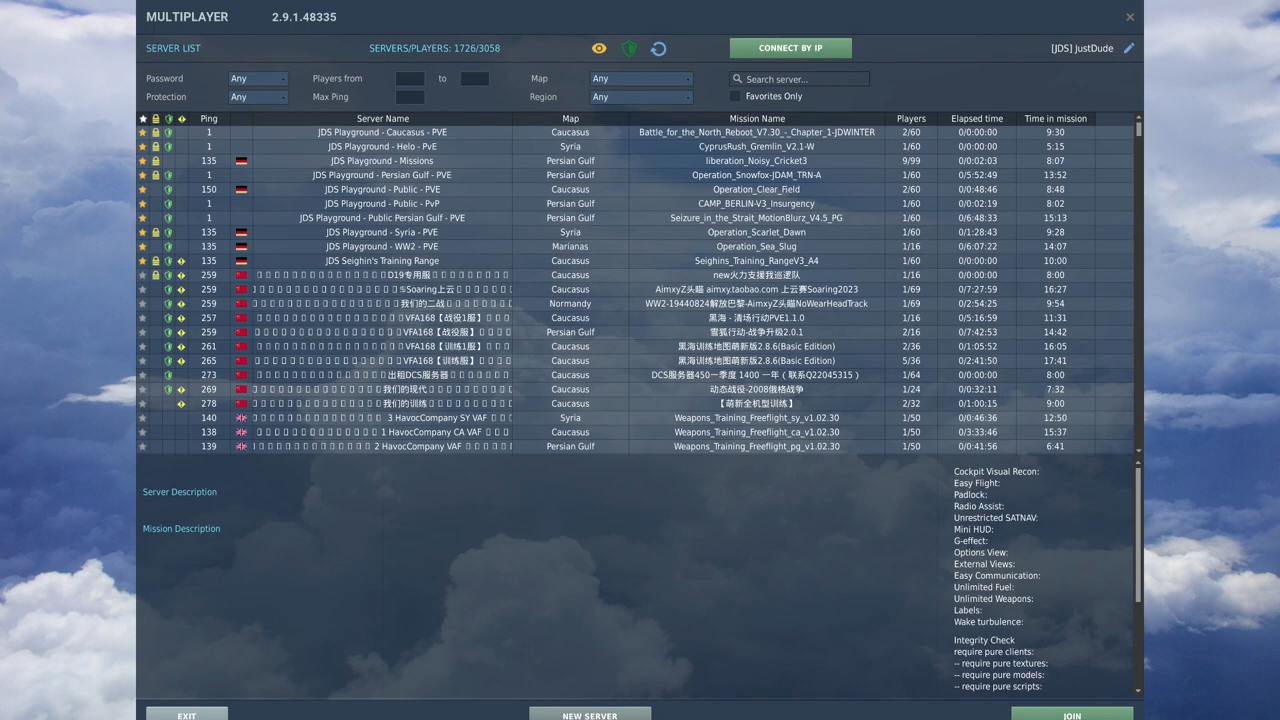 MULTIPLAYER 2.9.1.48335
SERVER LIST SERVERS/PLAYERS: 1726/3058 CONNECT BY IP [JDS] JustDude
Password Any Players from to Map Any Search server...
Protection Any Max Ping Region Any Favorites Only
Ping Server Name Map Mission Name Players Elapsed time Time in mission
1 JDS Playground - Caucasus - PVE Caucasus Battle_for_the_North_Reboot_V7.30_-_Chapter_1-JDWINTER 2/60 0/0:00:00 9:30
1 JDS Playground - Helo - PvE Syria CyprusRush_Gremlin_V2.1-W 1/60 0/0:00:00 5:15
135 JDS Playground - Missions Persian Gulf liberation_Noisy_Cricket3 9/99 0/0:02:03 8:07
1 JDS Playground - Persian Gulf - PVE Persian Gulf Operation_Snowfox-JDAM_TRN-A 1/60 0/5:52:49 13:52
150 JDS Playground - Public - PVE Caucasus Operation_Clear_Field 2/60 0/0:48:46 8:48
1 JDS Playground - Public - PvP Persian Gulf CAMP_BERLIN-V3_Insurgency 1/60 0/0:02:19 8:02
1 JDS Playground - Public Persian Gulf - PVE Persian Gulf Seizure_in_the_Strait_MotionBlurz_V4.5_PG 1/60 0/6:48:33 15:13
135 JDS Playground - Syria - PVE Syria Operation_Scarlet_Dawn 1/60 0/1:28:43 9:28
135 JDS Playground - WW2 - PVE Marianas Operation_Sea_Slug 1/16 0/6:07:22 14:07
135 JDS Seighin's Training Range Caucasus Seighins_Training_RangeV3_A4 1/60 0/0:00:00 10:00
259 D19专用服 Caucasus new火力支援我巡逻队 1/16 0/0:00:00 8:00
259 Soaring上云 Caucasus AimxyZ头瞄 aimxy.taobao.com 上云赛Soaring2023 1/69 0/7:27:59 16:27
259 我们的二战 Normandy WW2-19440824解放巴黎-AimxyZ头瞄NoWearHeadTrack 1/69 0/2:54:25 9:54
257 VFA168【战役1服】 Caucasus 黑海 - 清场行动PVE1.1.0 1/16 0/5:16:59 11:31
259 VFA168【战役服】 Persian Gulf 雪狐行动-战争升级2.0.1 2/16 0/7:42:53 14:42
261 VFA168【训练1服】 Caucasus 黑海训练地图萌新版2.8.6(Basic Edition) 2/36 0/1:05:52 16:05
265 VFA168【训练服】 Caucasus 黑海训练地图萌新版2.8.6(Basic Edition) 5/36 0/2:41:50 17:41
273 出租DCS服务器 Caucasus DCS服务器450一季度 1400 一年（联系Q22045315） 1/64 0/0:00:00 8:00
269 我们的现代 Caucasus 动态战役-2008俄格战争 1/24 0/0:32:11 7:32
278 我们的训练 Caucasus 【萌新全机型训练】 2/32 0/1:00:15 9:00
140 3 HavocCompany SY VAF Syria Weapons_Training_Freeflight_sy_v1.02.30 1/50 0/0:46:36 12:50
138 1 HavocCompany CA VAF Caucasus Weapons_Training_Freeflight_ca_v1.02.30 1/50 0/3:33:46 15:37
139 2 HavocCompany VAF Persian Gulf Weapons_Training_Freeflight_pg_v1.02.30 1/50 0/0:41:56 6:41
Server Description
Mission Description
Cockpit Visual Recon:
Easy Flight:
Padlock:
Radio Assist:
Unrestricted SATNAV:
Mini HUD:
G-effect:
Options View:
External Views:
Easy Communication:
Unlimited Fuel:
Unlimited Weapons:
Labels:
Wake turbulence:
Integrity Check
require pure clients:
-- require pure textures:
-- require pure models:
-- require pure scripts:
EXIT NEW SERVER JOIN